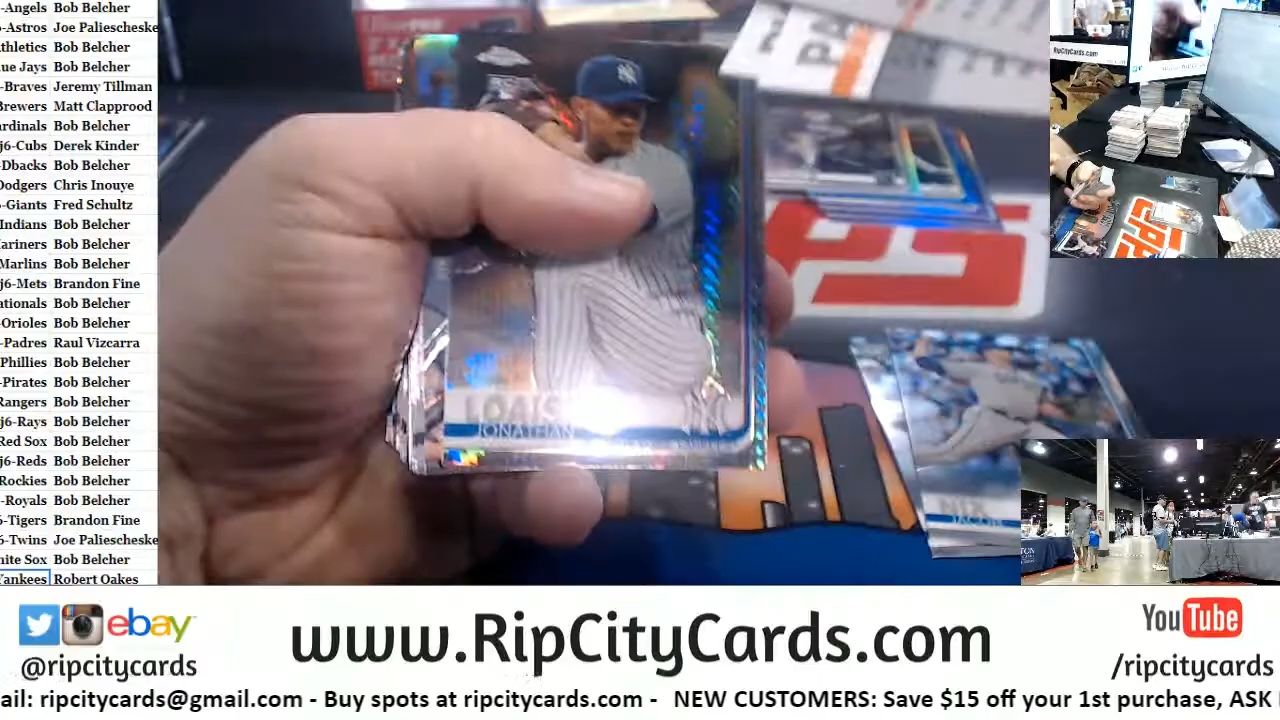 -Angels Bob Belcher
-Astros Joe Paliescheske
thletics Bob Belcher
ue Jays Bob Belcher
-Braves Jeremy Tillman
Brewers Matt Clapprood
ardinals Bob Belcher
j6-Cubs Derek Kinder
-Dbacks Bob Belcher
Dodgers Chris Inouye
-Giants Fred Schultz
Indians Bob Belcher
ariners Bob Belcher
Marlins Bob Belcher
j6-Mets Brandon Fine
ationals Bob Belcher
-Orioles Bob Belcher
-Padres Raul Vizcarra
Phillies Bob Belcher
-Pirates Bob Belcher
Rangers Bob Belcher
j6-Rays Bob Belcher
Red Sox Bob Belcher
j6-Reds Bob Belcher
Rockies Bob Belcher
-Royals Bob Belcher
-Tigers Brandon Fine
6-Twins Joe Paliescheske
hite Sox Bob Belcher
Yankees Robert Oakes
LOAIS
JONATHAN
NIX
JACOB
RipCityCards.com
ebay
@ripcitycards
www.RipCityCards.com
YouTube
/ripcitycards
ail: ripcitycards@gmail.com - Buy spots at ripcitycards.com - NEW CUSTOMERS: Save $15 off your 1st purchase, ASK